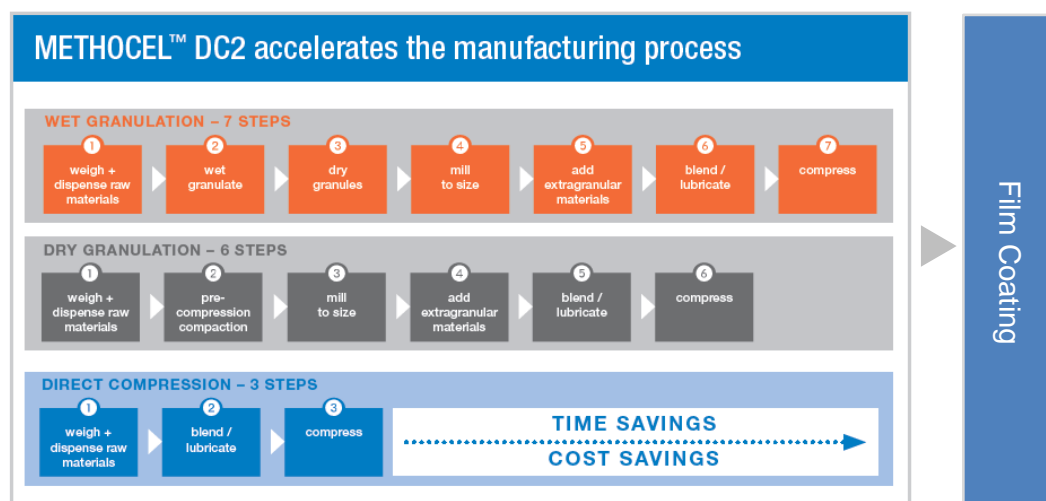 METHOCEL™ DC2 accelerates the manufacturing process
WET GRANULATION – 7 STEPS
1
weigh +
dispense raw
materials
2
wet
granulate
3
dry
granules
4
mill
to size
5
add
extragranular
materials
6
blend /
lubricate
7
compress
DRY GRANULATION – 6 STEPS
1
weigh +
dispense raw
materials
2
pre-
compression
compaction
3
mill
to size
4
add
extragranular
materials
5
blend /
lubricate
6
compress
DIRECT COMPRESSION – 3 STEPS
1
weigh +
dispense raw
materials
2
blend /
lubricate
3
compress
TIME SAVINGS
COST SAVINGS
Film Coating